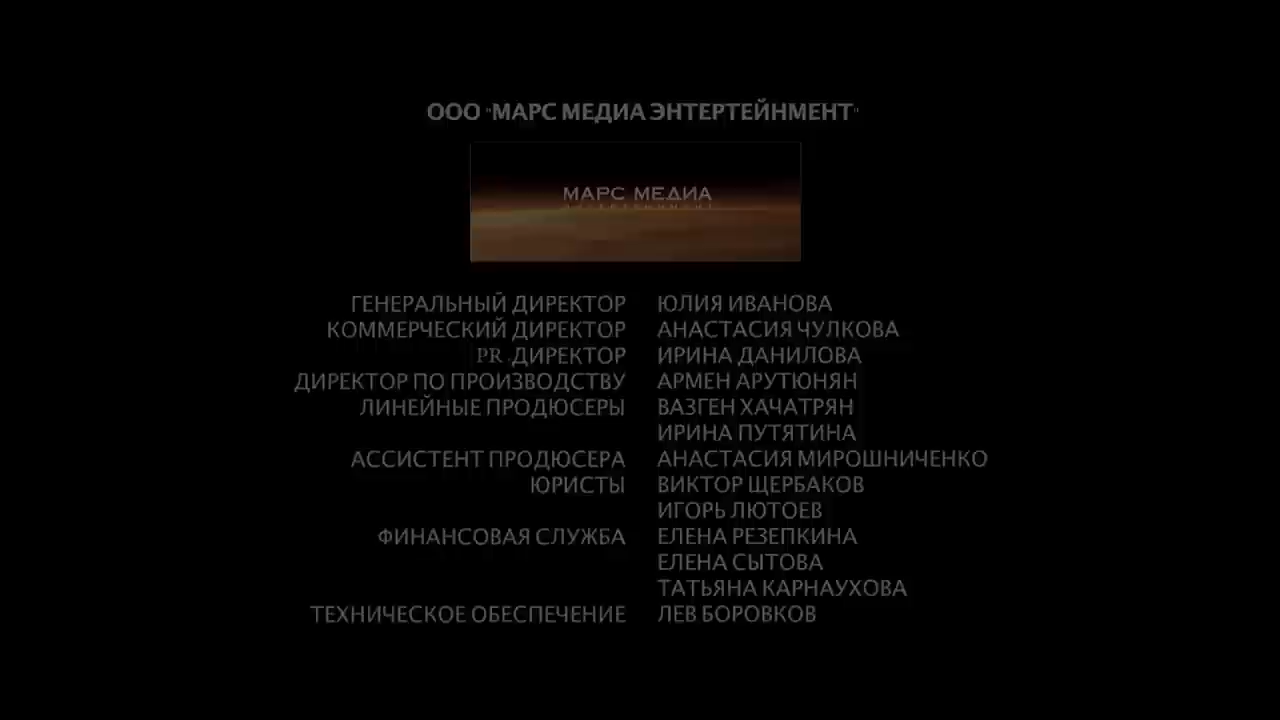 ООО "МАРС МЕДИА ЭНТЕРТЕЙНМЕНТ"
МАРС МЕДИА
ГЕНЕРАЛЬНЫЙ ДИРЕКТОР ЮЛИЯ ИВАНОВА
КОММЕРЧЕСКИЙ ДИРЕКТОР АНАСТАСИЯ ЧУЛКОВА
PR ДИРЕКТОР ИРИНА ДАНИЛОВА
ДИРЕКТОР ПО ПРОИЗВОДСТВУ АРМЕН АРУТЮНЯН
ЛИНЕЙНЫЕ ПРОДЮСЕРЫ ВАЗГЕН ХАЧАТРЯН
ИРИНА ПУТЯТИНА
АССИСТЕНТ ПРОДЮСЕРА АНАСТАСИЯ МИРОШНИЧЕНКО
ЮРИСТЫ ВИКТОР ЩЕРБАКОВ
ИГОРЬ ЛЮТОЕВ
ФИНАНСОВАЯ СЛУЖБА ЕЛЕНА РЕЗЕПКИНА
ЕЛЕНА СЫТОВА
ТАТЬЯНА КАРНАУХОВА
ТЕХНИЧЕСКОЕ ОБЕСПЕЧЕНИЕ ЛЕВ БОРОВКОВ